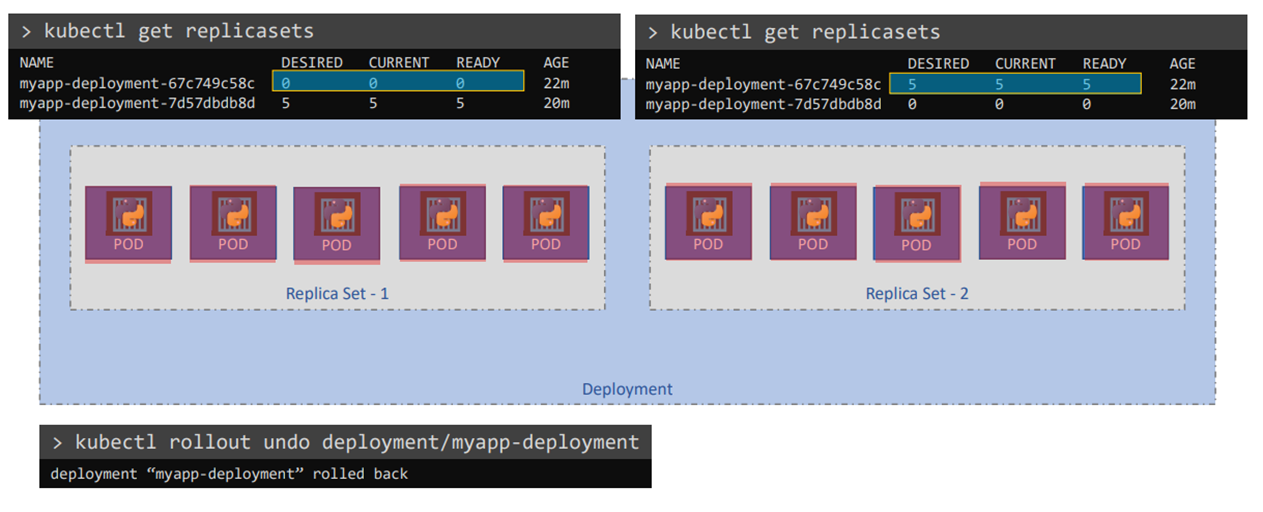 > kubectl get replicasets
NAME DESIRED CURRENT READY AGE
myapp-deployment-67c749c58c 0 0 0 22m
myapp-deployment-7d57dbdb8d 5 5 5 20m
> kubectl get replicasets
NAME DESIRED CURRENT READY AGE
myapp-deployment-67c749c58c 5 5 5 22m
myapp-deployment-7d57dbdb8d 0 0 0 20m
POD POD POD POD POD
Replica Set - 1
POD POD POD POD POD
Replica Set - 2
Deployment
> kubectl rollout undo deployment/myapp-deployment
deployment “myapp-deployment” rolled back